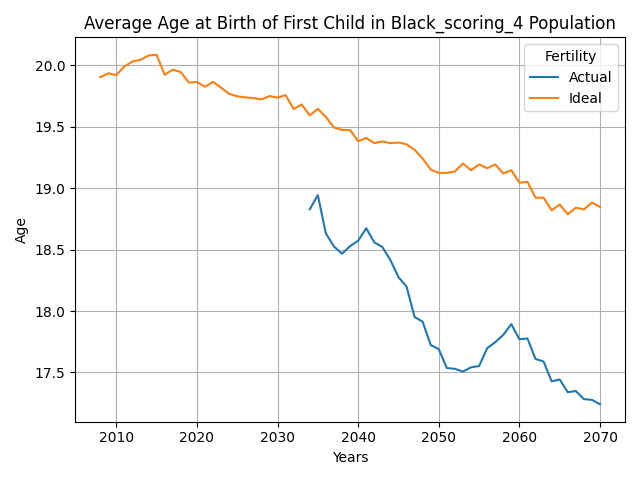 Average Age at Birth of First Child in Black_scoring_4 Population
Fertility
Actual
Ideal
Age
20.0
19.5
19.0
18.5
18.0
17.5
2010 2020 2030 2040 2050 2060 2070
Years